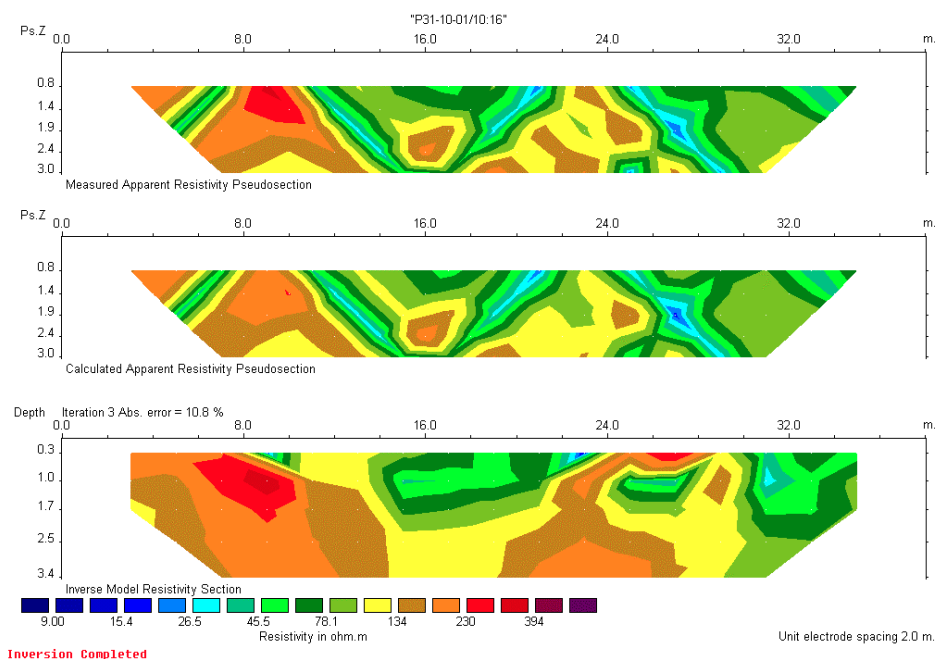 "P31-10-01/10:16"
Ps.Z 0.0 8.0 16.0 24.0 32.0 m.
0.8
1.4
1.9
2.4
3.0
Measured Apparent Resistivity Pseudosection
Ps.Z 0.0 8.0 16.0 24.0 32.0 m.
0.8
1.4
1.9
2.4
3.0
Calculated Apparent Resistivity Pseudosection
Depth Iteration 3 Abs. error = 10.8 %
0.0 8.0 16.0 24.0 32.0 m.
0.3
1.0
1.7
2.5
3.4
Inverse Model Resistivity Section
9.00 15.4 26.5 45.5 78.1 134 230 394
Resistivity in ohm.m Unit electrode spacing 2.0 m.
Inversion Completed